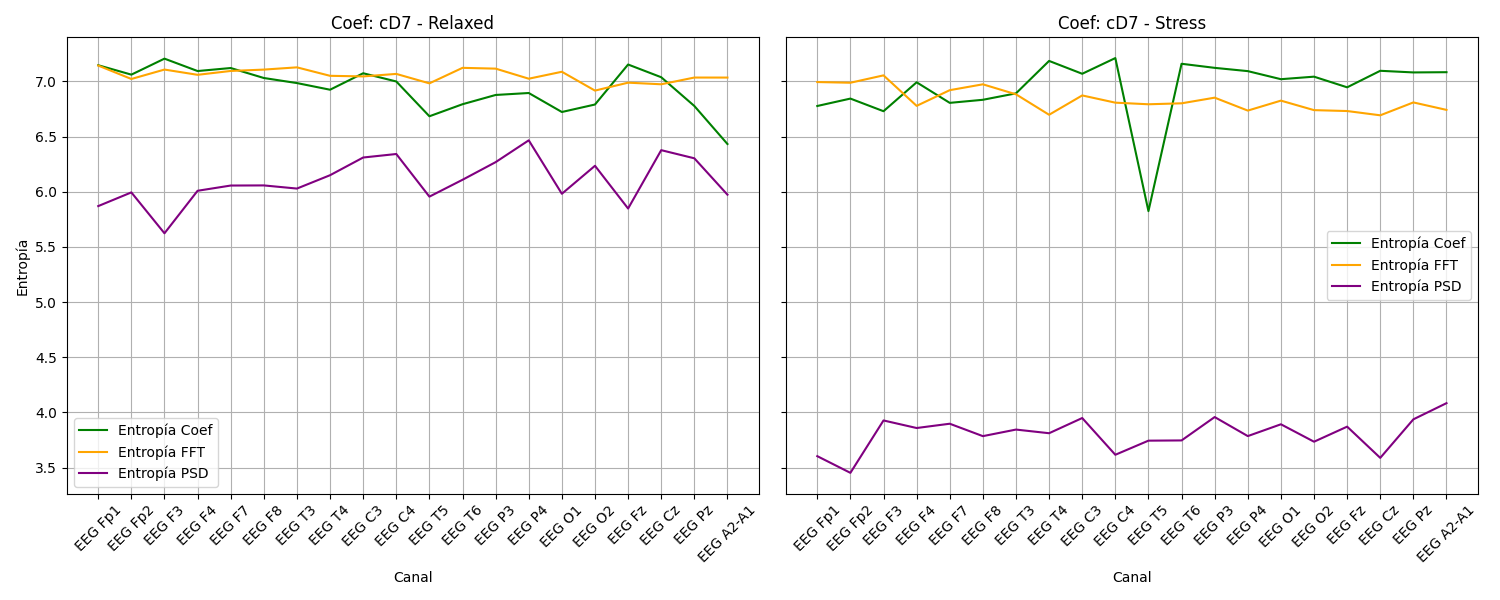 Coef: cD7 - Relaxed
Entropía
7.0
6.5
6.0
5.5
5.0
4.5
4.0
3.5
Entropía Coef
Entropía FFT
Entropía PSD
EEG Fp1
EEG Fp2
EEG F3
EEG F4
EEG F7
EEG F8
EEG T3
EEG T4
EEG C3
EEG C4
EEG T5
EEG T6
EEG P3
EEG P4
EEG O1
EEG O2
EEG Fz
EEG Cz
EEG Pz
EEG A2-A1
Canal
Coef: cD7 - Stress
Entropía Coef
Entropía FFT
Entropía PSD
EEG Fp1
EEG Fp2
EEG F3
EEG F4
EEG F7
EEG F8
EEG T3
EEG T4
EEG C3
EEG C4
EEG T5
EEG T6
EEG P3
EEG P4
EEG O1
EEG O2
EEG Fz
EEG Cz
EEG Pz
EEG A2-A1
Canal